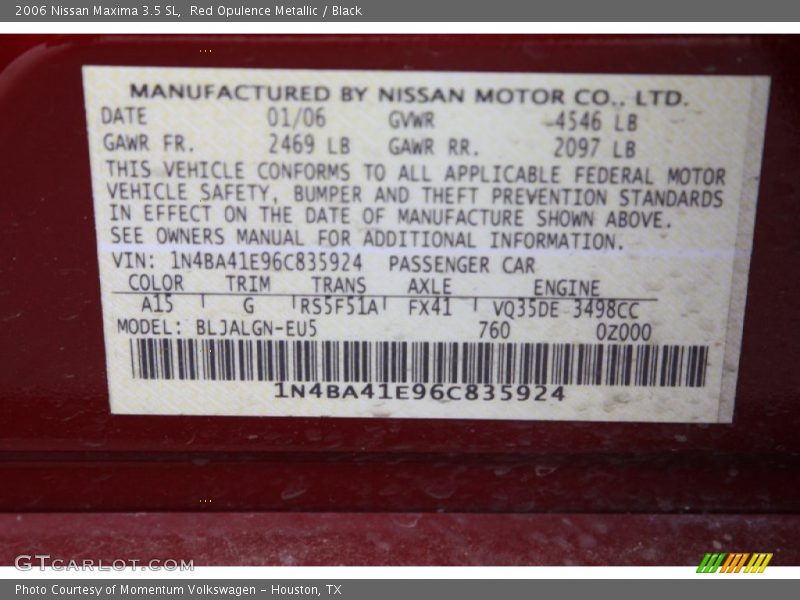 2006 Nissan Maxima 3.5 SL,  Red Opulence Metallic / Black
MANUFACTURED BY NISSAN MOTOR CO., LTD.
DATE 01/06 GVWR 4546 LB
GAWR FR. 2469 LB GAWR RR. 2097 LB
THIS VEHICLE CONFORMS TO ALL APPLICABLE FEDERAL MOTOR
VEHICLE SAFETY, BUMPER AND THEFT PREVENTION STANDARDS
IN EFFECT ON THE DATE OF MANUFACTURE SHOWN ABOVE.
SEE OWNERS MANUAL FOR ADDITIONAL INFORMATION.
VIN: 1N4BA41E96C835924 PASSENGER CAR
COLOR TRIM TRANS AXLE ENGINE
A15 G RS5F51A FX41 VQ35DE 3498CC
MODEL: BLJALGN-EU5 760 0Z000
1N4BA41E96C835924
GTCARLOT.COM
Photo Courtesy of Momentum Volkswagen - Houston, TX